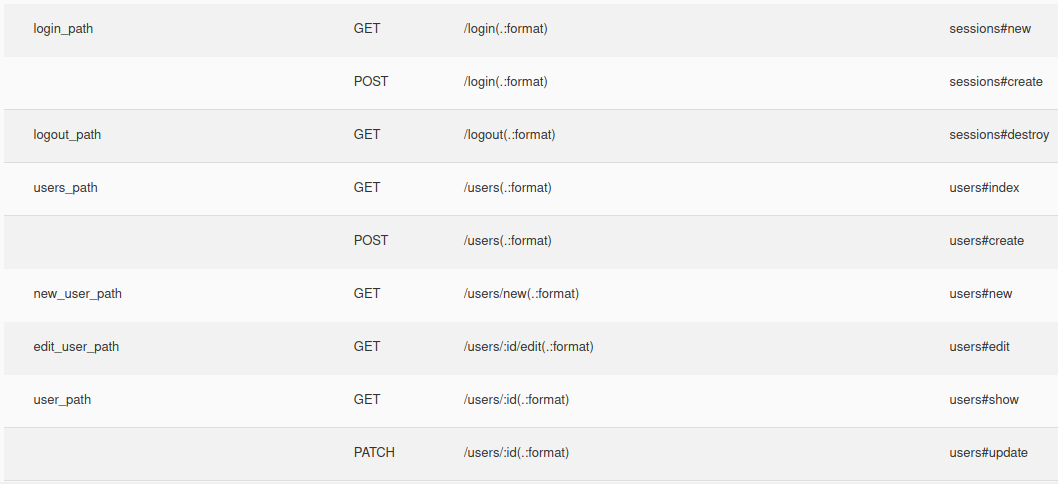 login_path GET /login(.:format) sessions#new
POST /login(.:format) sessions#create
logout_path GET /logout(.:format) sessions#destroy
users_path GET /users(.:format) users#index
POST /users(.:format) users#create
new_user_path GET /users/new(.:format) users#new
edit_user_path GET /users/:id/edit(.:format) users#edit
user_path GET /users/:id(.:format) users#show
PATCH /users/:id(.:format) users#update